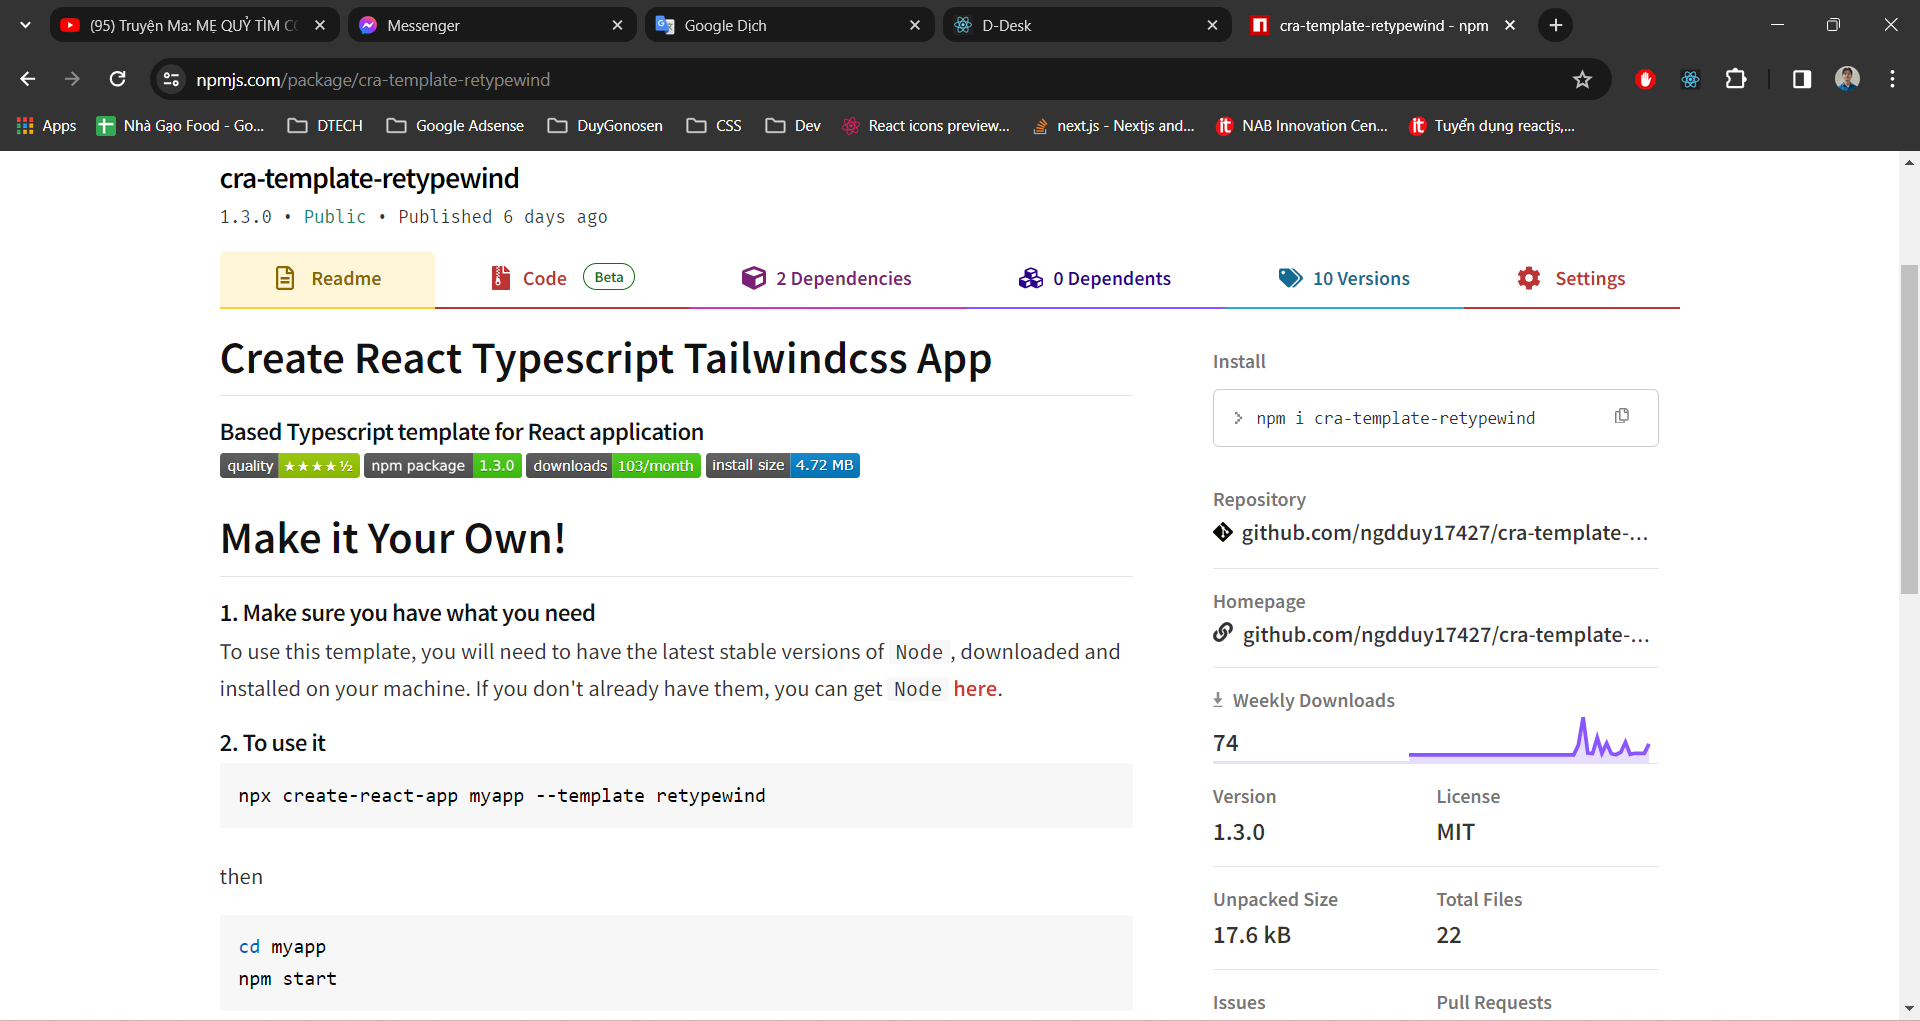 (95) Truyện Ma: MẸ QUỶ TÌM CO
Messenger
Google Dịch
D-Desk
cra-template-retypewind - npm
npmjs.com/package/cra-template-retypewind
Apps
Nhà Gạo Food - Go...
DTECH
Google Adsense
DuyGonosen
CSS
Dev
React icons preview...
next.js - Nextjs and...
NAB Innovation Cen...
Tuyển dụng reactjs,...
cra-template-retypewind
1.3.0 • Public • Published 6 days ago
Readme
Code Beta
2 Dependencies
0 Dependents
10 Versions
Settings
Create React Typescript Tailwindcss App
Based Typescript template for React application
quality ★★★★½ npm package 1.3.0 downloads 103/month install size 4.72 MB
Make it Your Own!
1. Make sure you have what you need
To use this template, you will need to have the latest stable versions of Node , downloaded and
installed on your machine. If you don't already have them, you can get Node here.
2. To use it
npx create-react-app myapp --template retypewind
then
cd myapp
npm start
Install
> npm i cra-template-retypewind
Repository
github.com/ngdduy17427/cra-template-...
Homepage
github.com/ngdduy17427/cra-template-...
Weekly Downloads
74
Version
License
1.3.0
MIT
Unpacked Size
Total Files
17.6 kB
22
Issues
Pull Requests